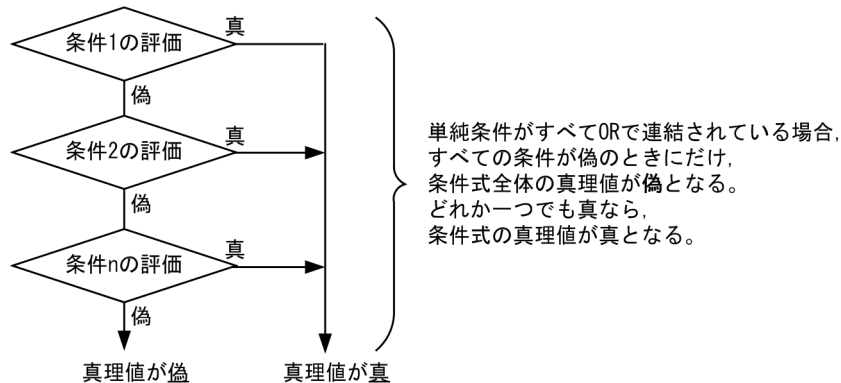 条件1の評価
真
偽
条件2の評価
真
偽
条件nの評価
真
偽
真理値が偽
真理値が真
単純条件がすべてORで連結されている場合,
すべての条件が偽のときにだけ,
条件式全体の真理値が偽となる。
どれか一つでも真なら,
条件式の真理値が真となる。